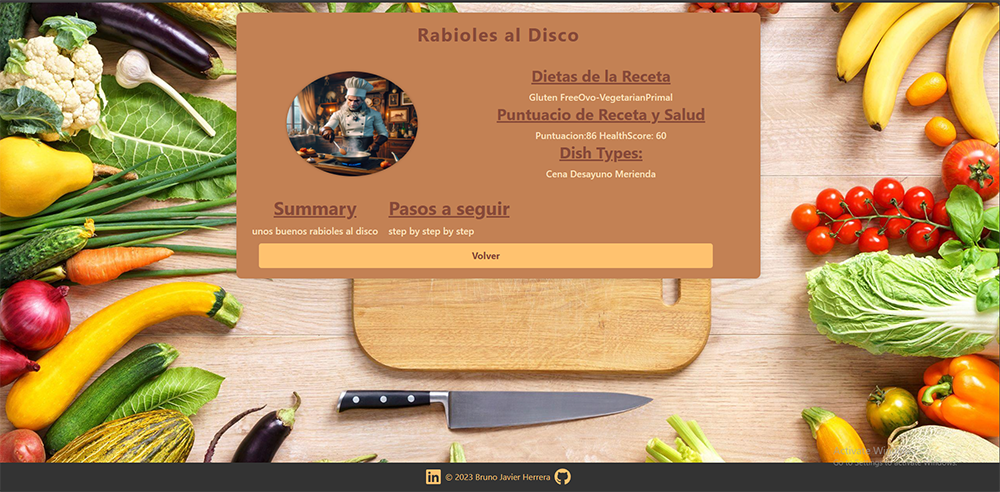 Rabioles al Disco
Dietas de la Receta
Gluten FreeOvo-VegetarianPrimal
Puntuacio de Receta y Salud
Puntuacion:86 HealthScore: 60
Dish Types:
Cena Desayuno Merienda
Summary
unos buenos rabioles al disco
Pasos a seguir
step by step by step
Volver
Activate Windows
Go to Settings to activate Windows.
© 2023 Bruno Javier Herrera